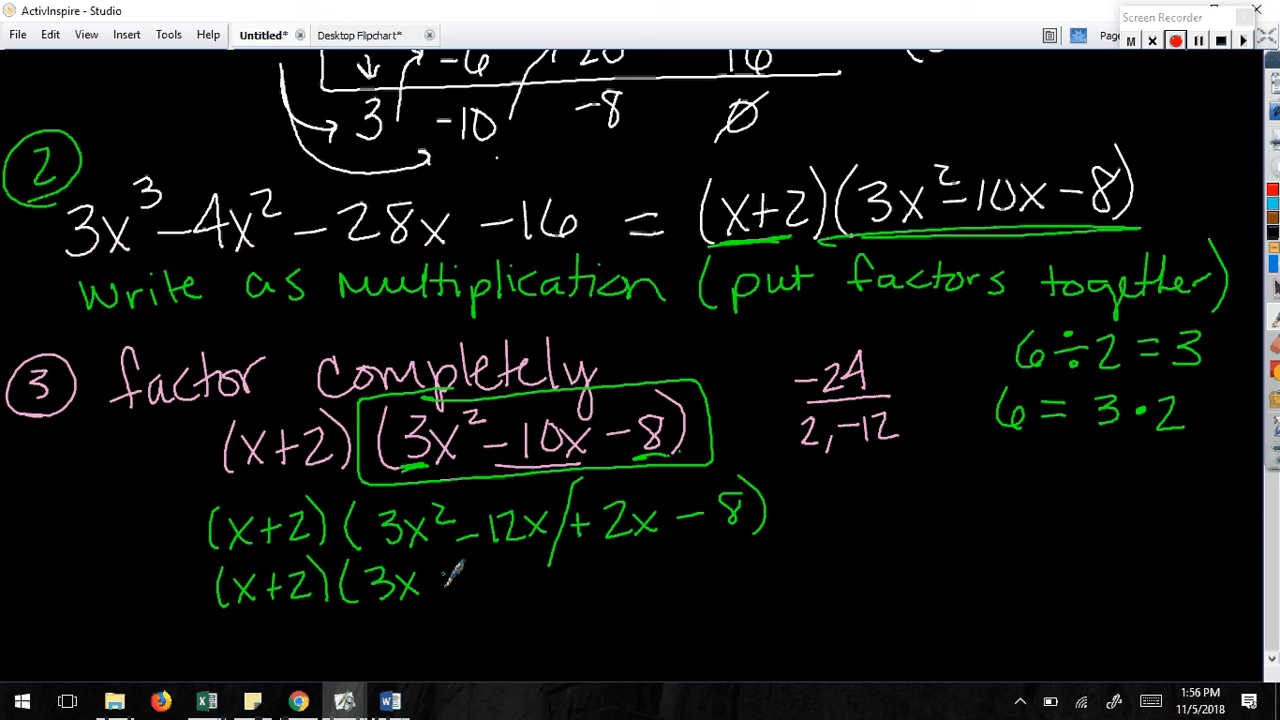 ActivInspire - Studio
Screen Recorder
File Edit View Insert Tools Help Untitled* Desktop Flipchart*
-6 20 16
3 -10 -8 0
②
3x³ - 4x² - 28x - 16 = (x+2)(3x² - 10x - 8)
write as multiplication (put factors together)
6 ÷ 2 = 3
③ factor completely
-24
6 = 3 · 2
(x+2)(3x² - 10x - 8)
2, -12
(x+2)(3x² - 12x / + 2x - 8)
(x+2)(3x
1:56 PM
11/5/2018